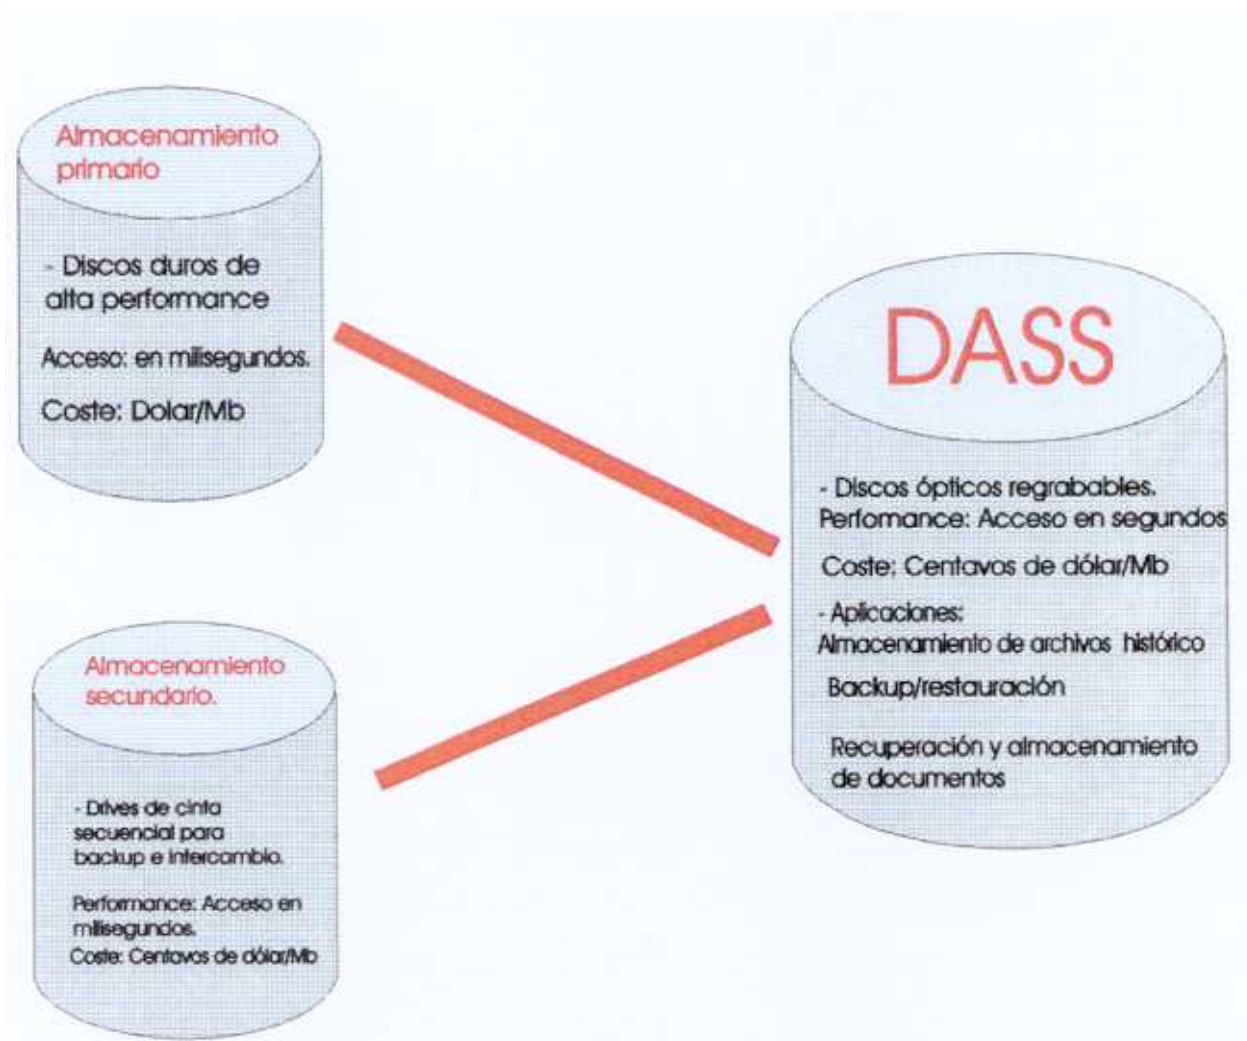 Almacenamiento
primario
- Discos duros de
alta performance
Acceso: en milisegundos.
Coste: Dolar/Mb
DASS
- Discos ópticos regrabables.
Perfomance: Acceso en segundos
Coste: Centavos de dólar/Mb
- Aplicaciones:
Almacenamiento de archivos histórico
Backup/restauración
Recuperación y almacenamiento
de documentos
Almacenamiento
secundario.
- Drives de cinta
secuencial para
backup e intercambio.
Performance: Acceso en
milisegundos.
Coste: Centavos de dólar/Mb